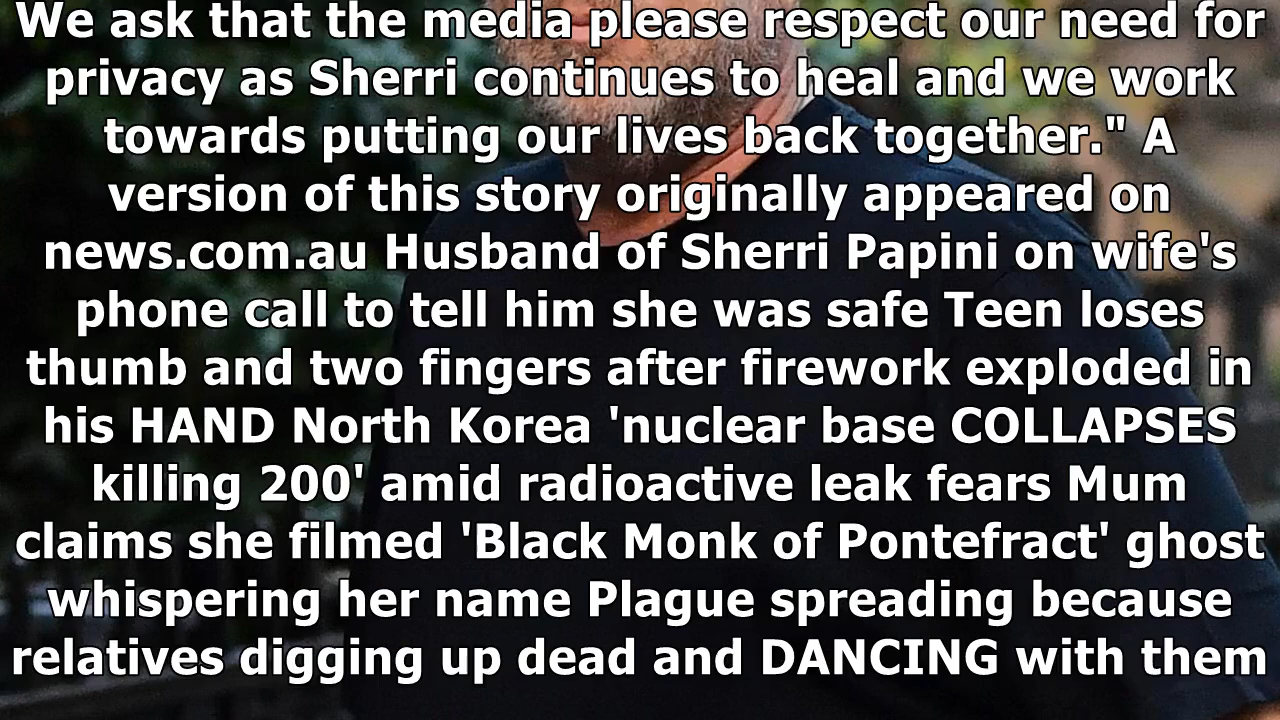 We ask that the media please respect our need for
privacy as Sherri continues to heal and we work
towards putting our lives back together." A
version of this story originally appeared on
news.com.au Husband of Sherri Papini on wife's
phone call to tell him she was safe Teen loses
thumb and two fingers after firework exploded in
his HAND North Korea 'nuclear base COLLAPSES
killing 200' amid radioactive leak fears Mum
claims she filmed 'Black Monk of Pontefract' ghost
whispering her name Plague spreading because
relatives digging up dead and DANCING with them